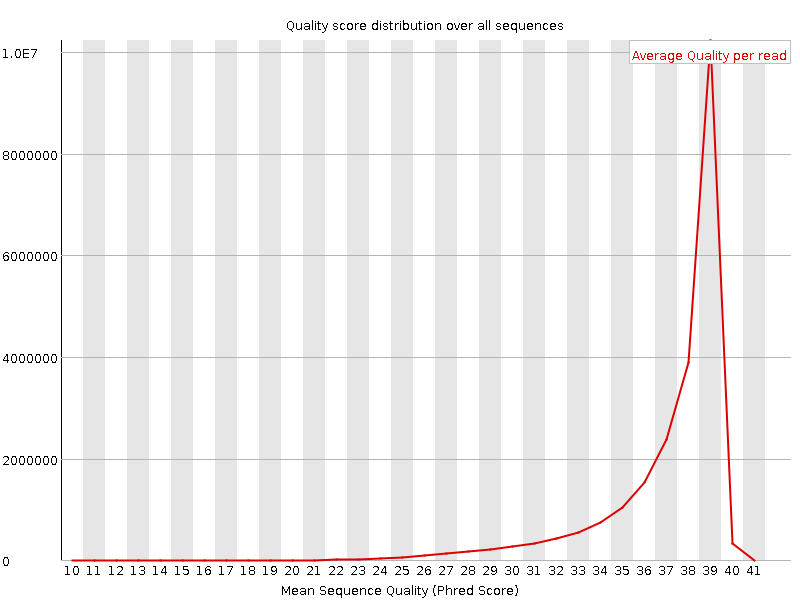 Quality score distribution over all sequences
Average Quality per read
1.0E7
8000000
6000000
4000000
2000000
0
10 11 12 13 14 15 16 17 18 19 20 21 22 23 24 25 26 27 28 29 30 31 32 33 34 35 36 37 38 39 40 41
Mean Sequence Quality (Phred Score)